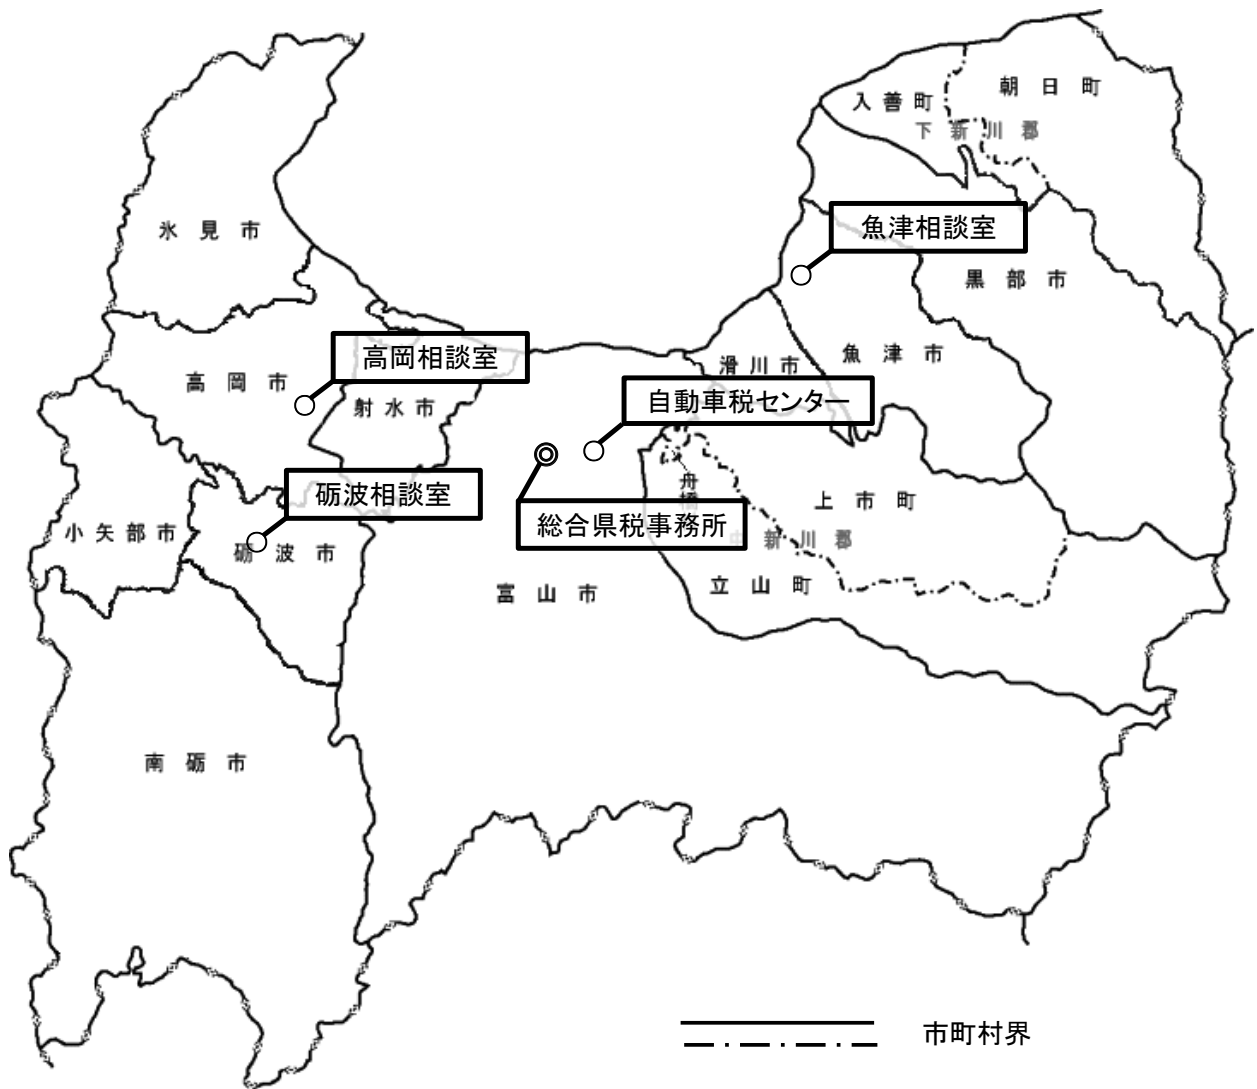 朝日町
入善町
下新川郡
魚津相談室
氷見市
黒部市
高岡相談室
魚津市
滑川市
高岡市
自動車税センター
射水市
舟橋
砺波相談室
上市町
総合県税事務所
小矢部市
中新川郡
砺波市
立山町
富山市
南砺市
市町村界